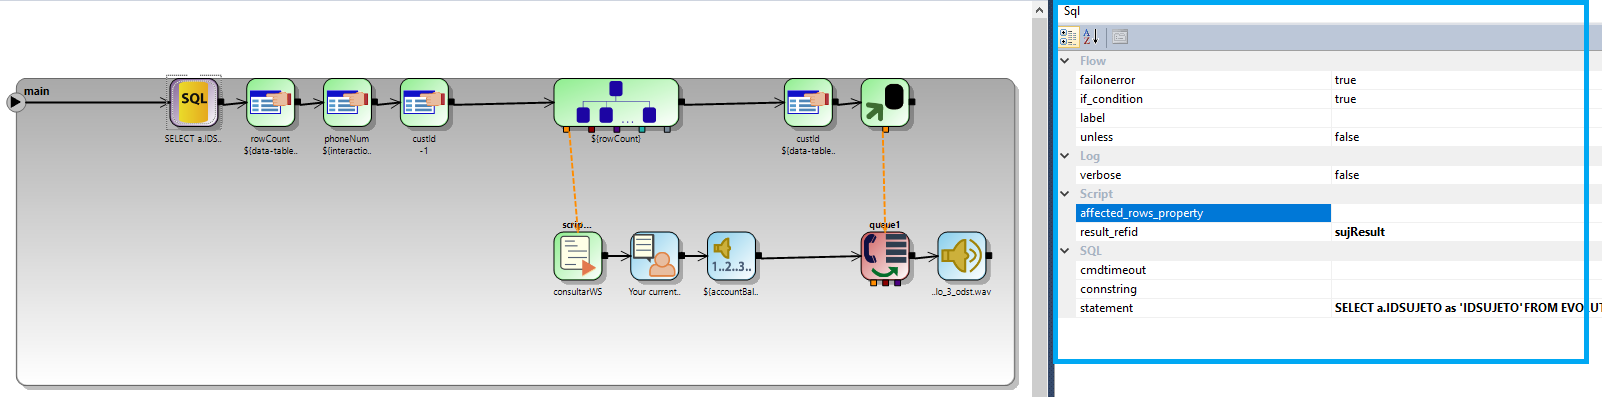 main
SQL
SELECT a.IDS..
rowCount
${data-table..
phoneNum
${interactio..
custId
-1
...
${rowCount}
custId
${data-table..
scrip...
consultarWS
Your current..
1..2..3..
${accountBal..
queue1
..lo_3_odst.wav
Sql
Flow
failonerror true
if_condition true
label
unless false
Log
verbose false
Script
affected_rows_property
result_refid sujResult
SQL
cmdtimeout
connstring
statement SELECT a.IDSUJETO as 'IDSUJETO' FROM EVOLUT